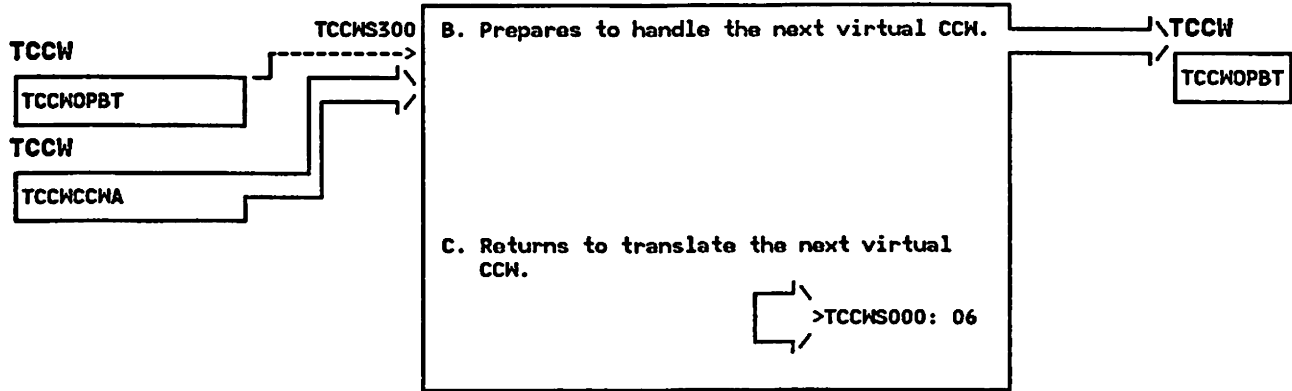 TCCWS300
B. Prepares to handle the next virtual CCW.
TCCW
TCCW
TCCWOPBT
TCCWOPBT
TCCW
TCCWCCWA
C. Returns to translate the next virtual
CCW.
>TCCWS000: 06